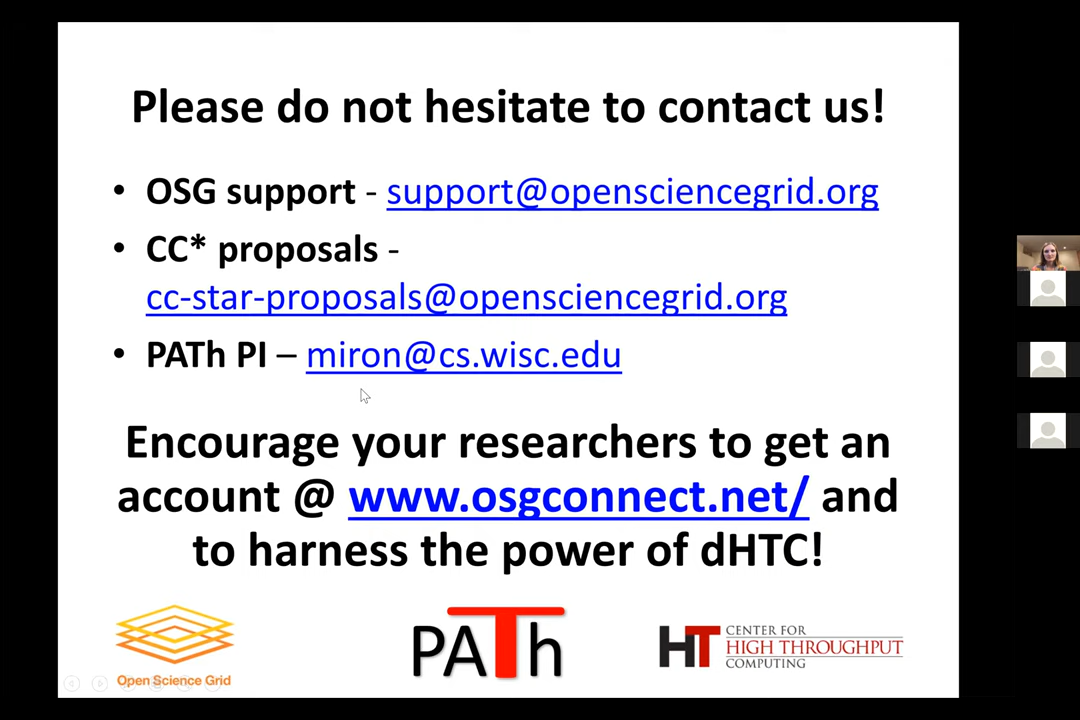 Please do not hesitate to contact us!
• OSG support - support@opensciencegrid.org
• CC* proposals -
cc-star-proposals@opensciencegrid.org
• PATh PI – miron@cs.wisc.edu
Encourage your researchers to get an
account @ www.osgconnect.net/ and
to harness the power of dHTC!
Open Science Grid
PATh
HT
CENTER FOR
HIGH THROUGHPUT
COMPUTING